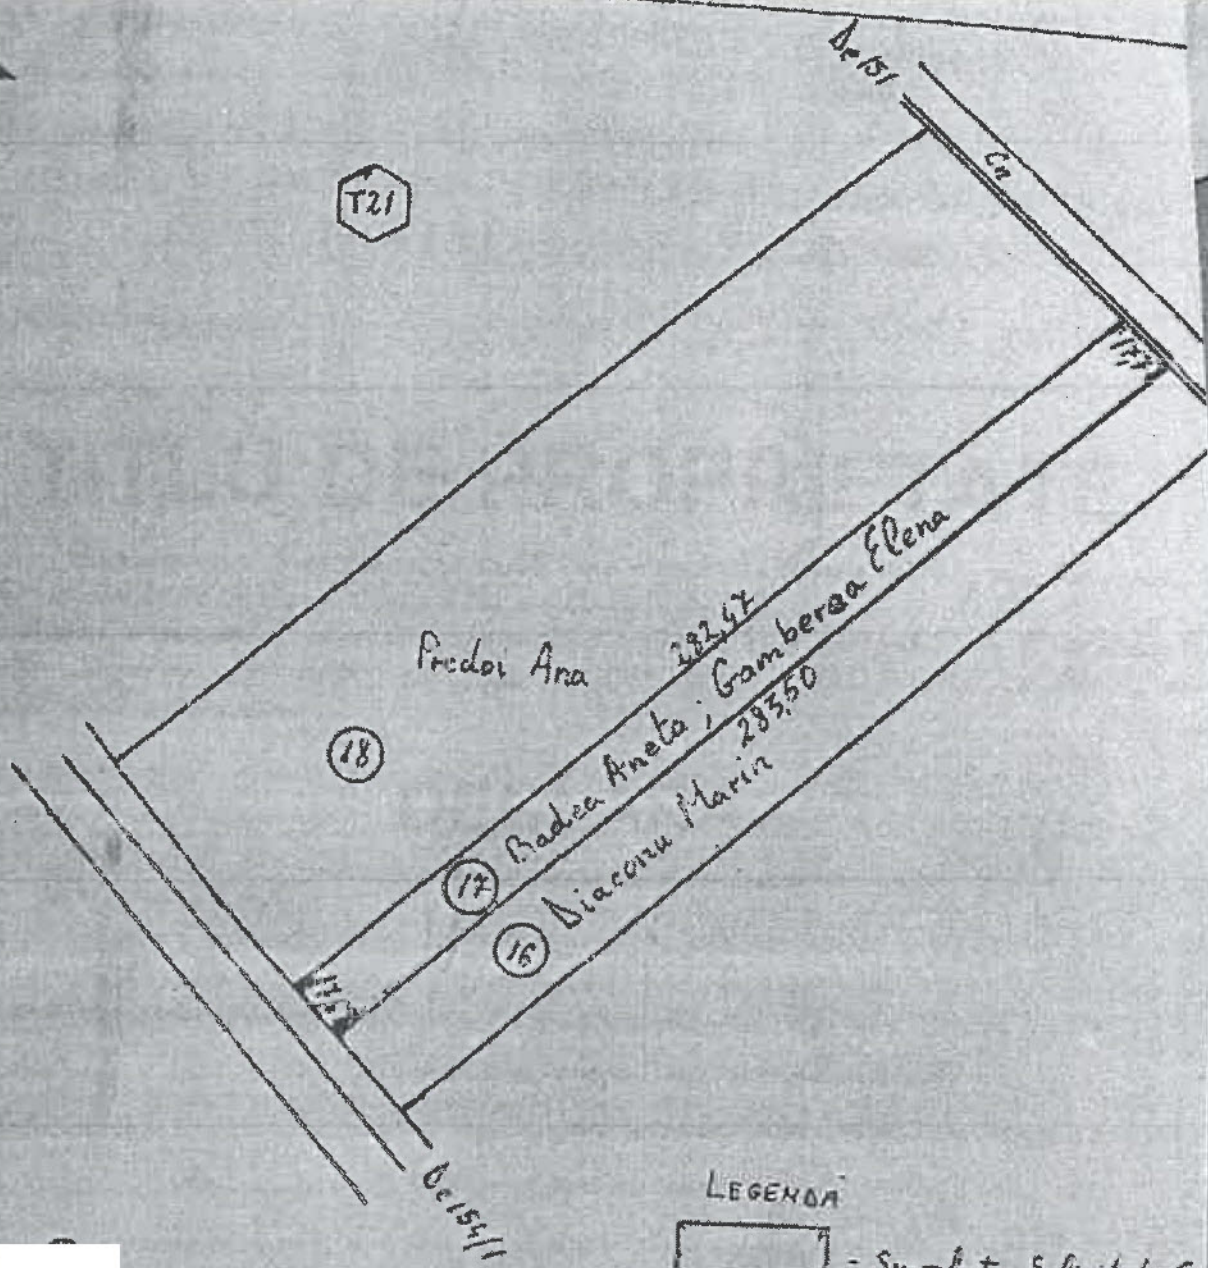 De 151
Cn
T21
282,47
Predoi Ana
18
17 Badea Aneta ; Gamberea Elena
283,50
16 Diaconu Marin
De 154/1
LEGENDA